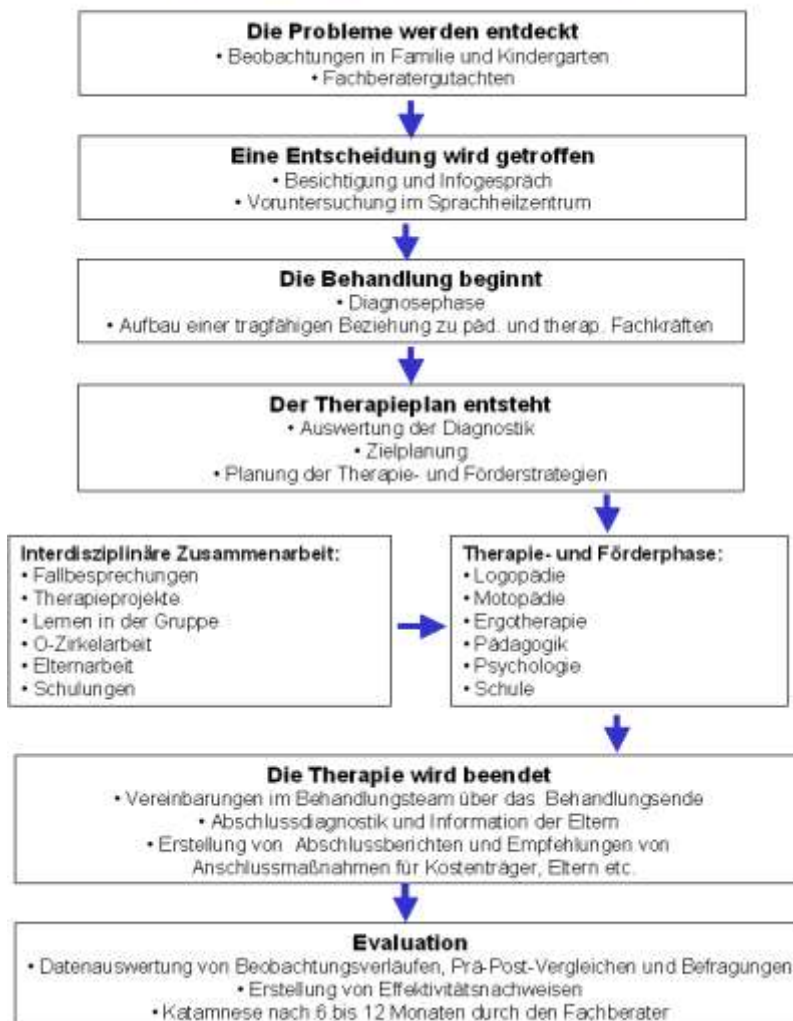 Die Probleme werden entdeckt
• Beobachtungen in Familie und Kindergarten
• Fachberatergutachten
Eine Entscheidung wird getroffen
• Besichtigung und Infogespräch
• Voruntersuchung im Sprachheilzentrum
Die Behandlung beginnt
• Diagnosephase
• Aufbau einer tragfähigen Beziehung zu päd. und therap. Fachkräften
Der Therapieplan entsteht
• Auswertung der Diagnostik
• Zielplanung
• Planung der Therapie- und Förderstrategien
Interdisziplinäre Zusammenarbeit:
• Fallbesprechungen
• Therapieprojekte
• Lernen in der Gruppe
• Q-Zirkelarbeit
• Elternarbeit
• Schulungen
Therapie- und Förderphase:
• Logopädie
• Motopädie
• Ergotherapie
• Pädagogik
• Psychologie
• Schule
Die Therapie wird beendet
• Vereinbarungen im Behandlungsteam über das Behandlungsende
• Abschlussdiagnostik und Information der Eltern
• Erstellung von Abschlussberichten und Empfehlungen von
Anschlussmaßnahmen für Kostenträger, Eltern etc.
Evaluation
• Datenauswertung von Beobachtungsverläufen, Prä-Post-Vergleichen und Befragungen
• Erstellung von Effektivitätsnachweisen
• Katamnese nach 6 bis 12 Monaten durch den Fachberater